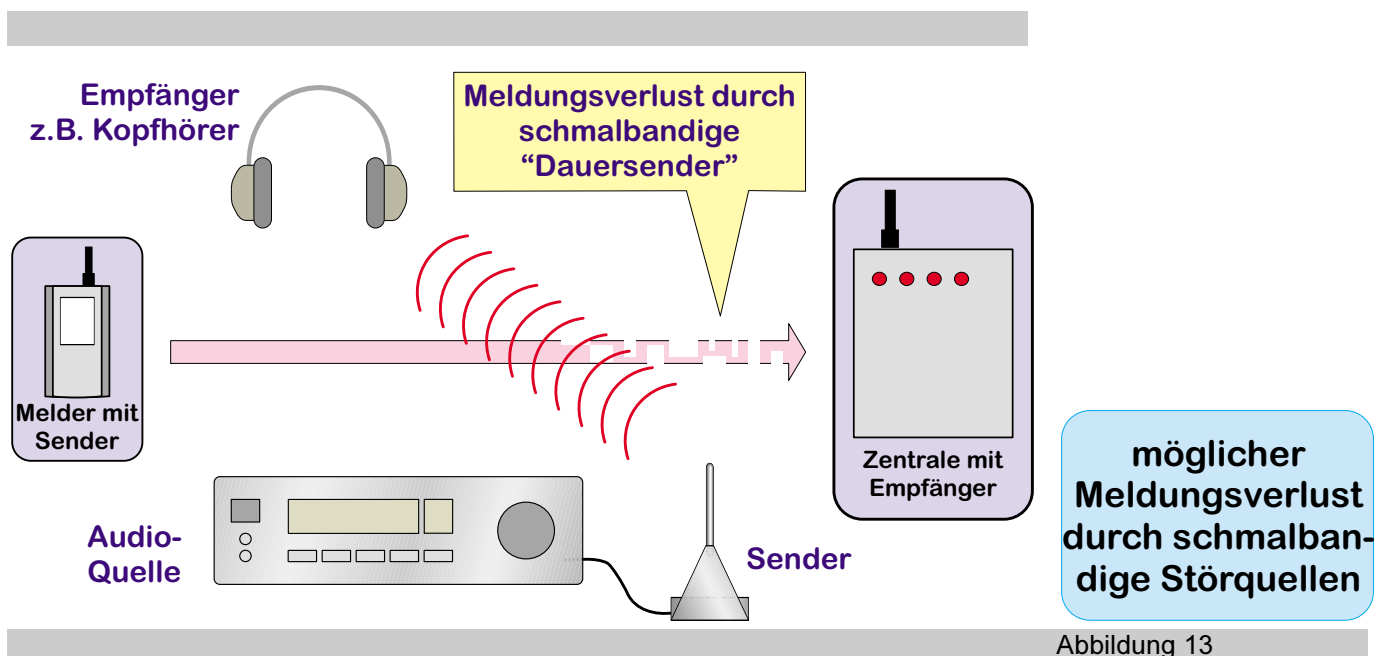 Empfänger
z.B. Kopfhörer
Meldungsverlust durch
schmalbandige
“Dauersender”
Melder mit
Sender
Zentrale mit
Empfänger
Audio-
Quelle
Sender
möglicher
Meldungsverlust
durch schmalban-
dige Störquellen
Abbildung 13